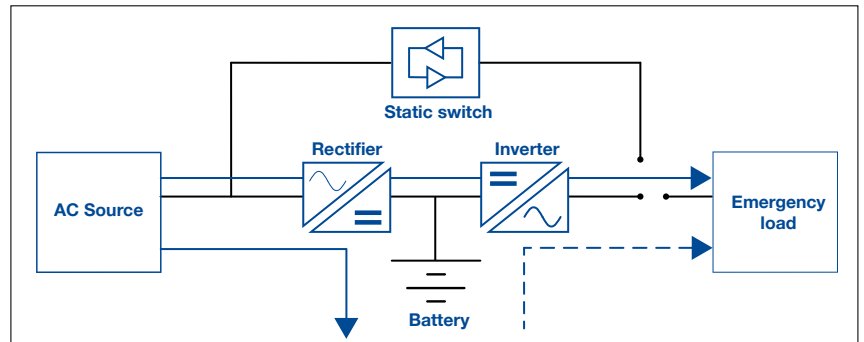 Static switch
Rectifier
Inverter
AC Source
Emergency
load
Battery